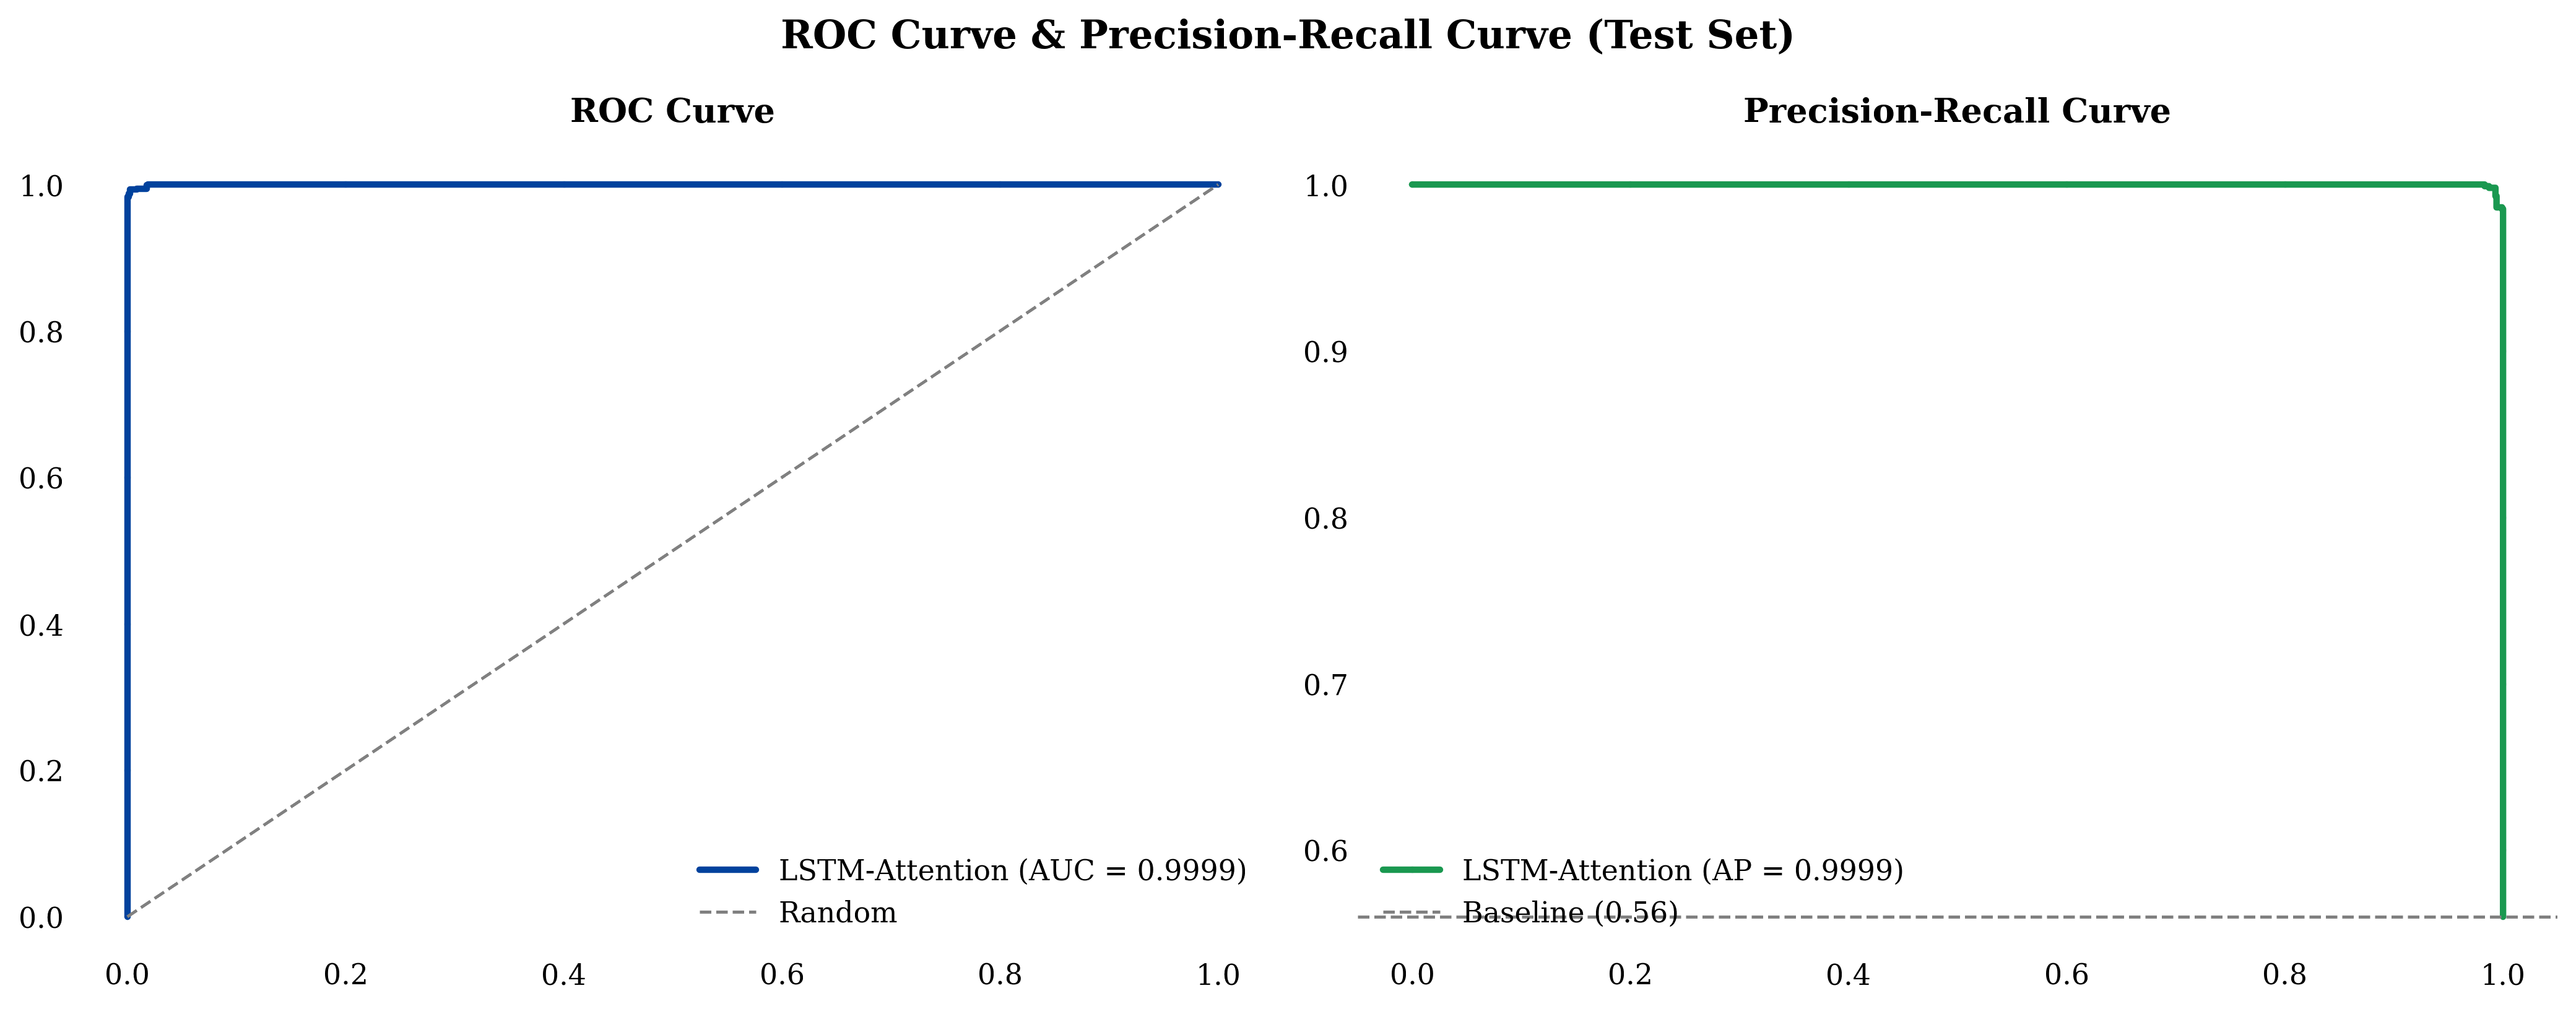 ROC Curve & Precision-Recall Curve (Test Set)
ROC Curve
1.0
0.8
0.6
0.4
0.2
0.0
0.0 0.2 0.4 0.6 0.8 1.0
LSTM-Attention (AUC = 0.9999)
Random
Precision-Recall Curve
1.0
0.9
0.8
0.7
0.6
0.0 0.2 0.4 0.6 0.8 1.0
LSTM-Attention (AP = 0.9999)
Baseline (0.56)